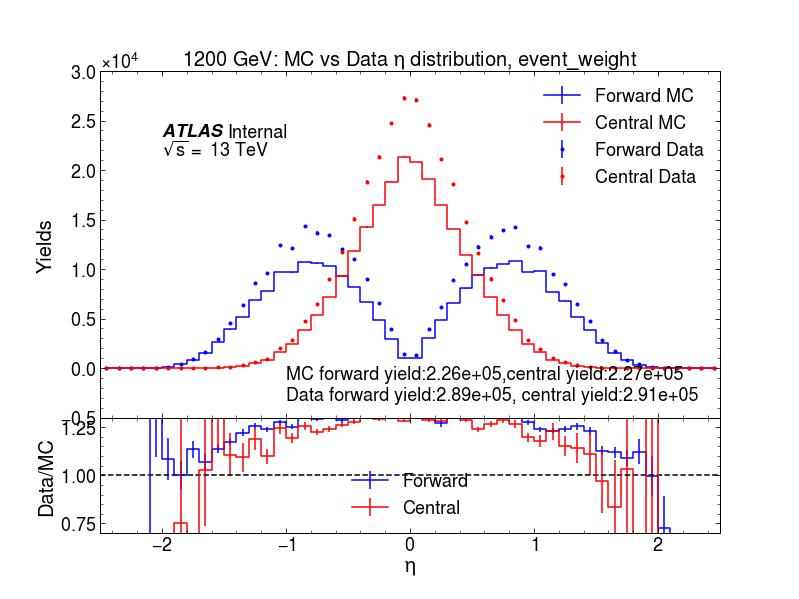 1200 GeV: MC vs Data η distribution, event_weight
×10⁴
3.0
2.5
2.0
1.5
1.0
0.5
0.0
Yields
ATLAS Internal
√s = 13 TeV
Forward MC
Central MC
Forward Data
Central Data
MC forward yield:2.26e+05,central yield:2.27e+05
Data forward yield:2.89e+05, central yield:2.91e+05
1.25
1.00
0.75
Data/MC
Forward
Central
−2 −1 0 1 2
η